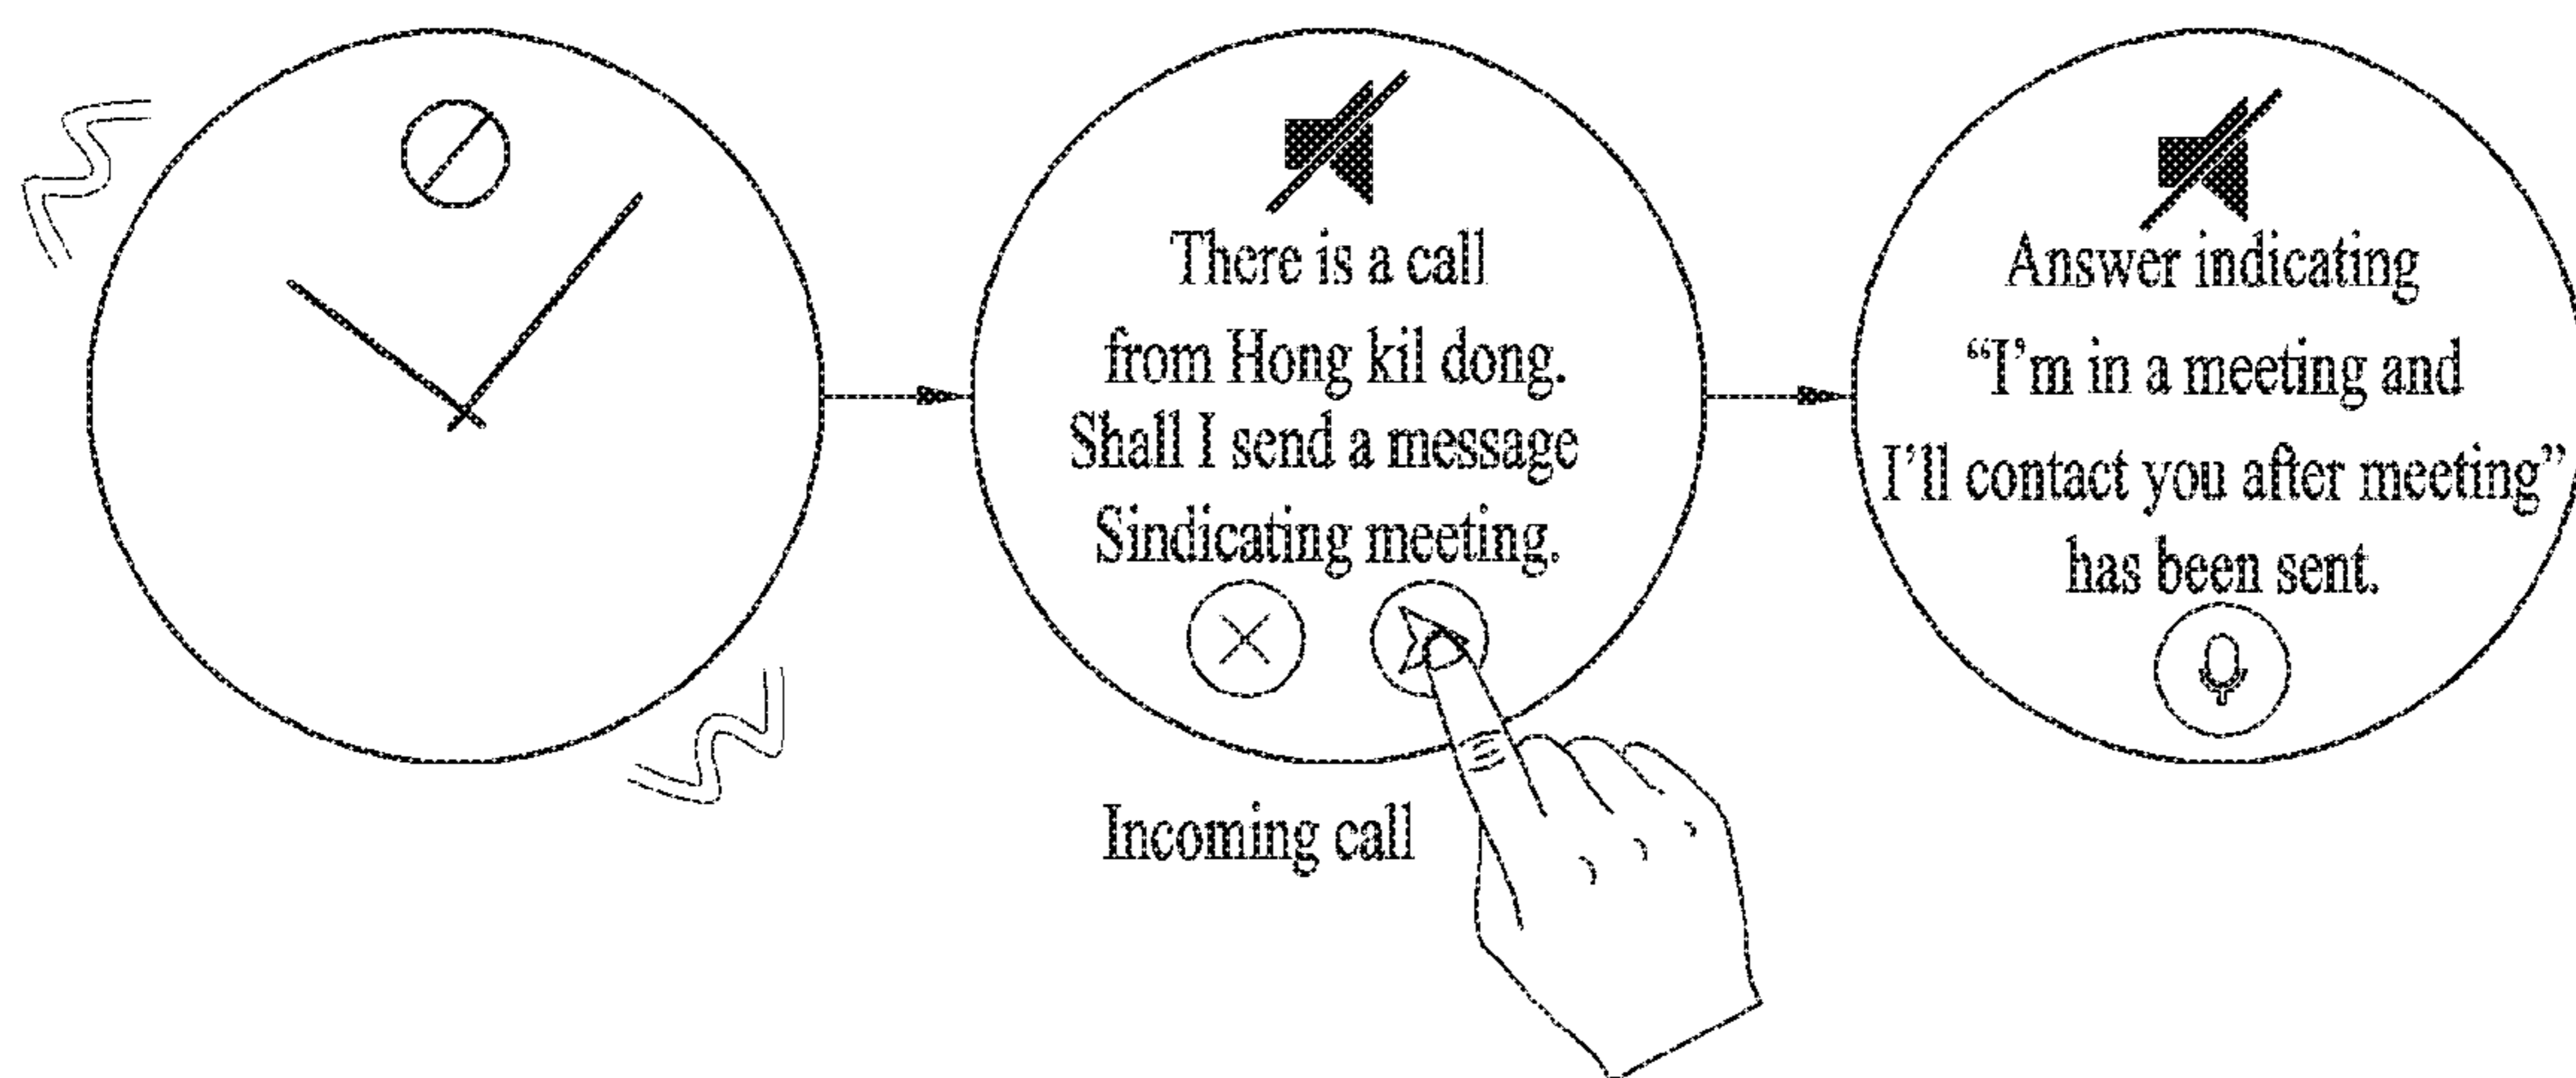 There is a call
from Hong kil dong.
Shall I send a message
Sindicating meeting.
Incoming call
Answer indicating
“I’m in a meeting and
I’ll contact you after meeting”
has been sent.